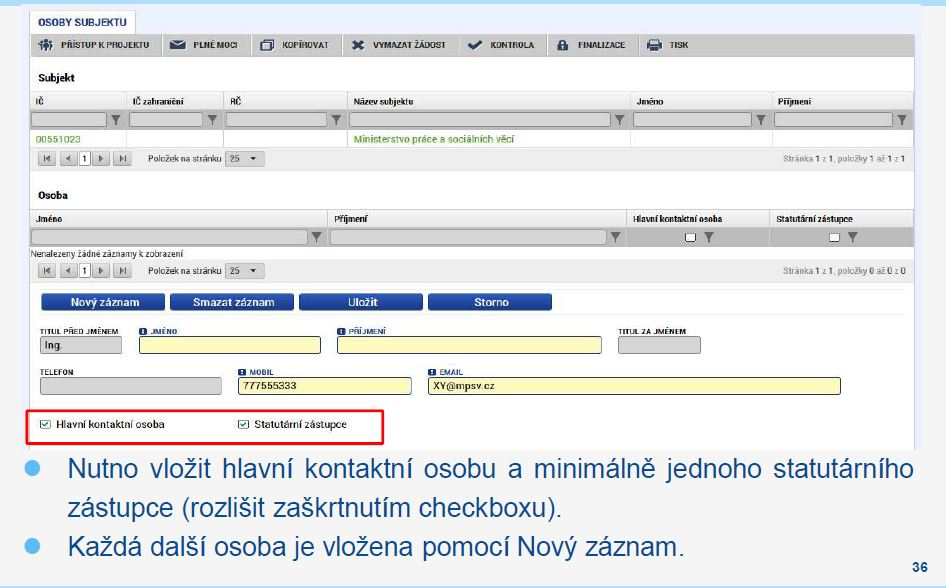 OSOBY SUBJEKTU
PŘÍSTUP K PROJEKTU PLNÉ MOCI KOPÍROVAT VYMAZAT ŽÁDOST KONTROLA FINALIZACE TISK
Subjekt
IČ IČ zahraniční RČ Název subjektu Jméno Příjmení
00551023 Ministerstvo práce a sociálních věcí
1 Položek na stránku 25 Stránka 1 z 1, položky 1 až 1 z 1
Osoba
Jméno Příjmení Hlavní kontaktní osoba Statutární zástupce
Nenalezeny žádné záznamy k zobrazení
1 Položek na stránku 25 Stránka 1 z 1, položky 0 až 0 z 0
Nový záznam Smazat záznam Uložit Storno
TITUL PŘED JMÉNEM JMÉNO PŘÍJMENÍ TITUL ZA JMÉNEM
Ing.
TELEFON MOBIL EMAIL
777555333 XY@mpsv.cz
Hlavní kontaktní osoba Statutární zástupce
Nutno vložit hlavní kontaktní osobu a minimálně jednoho statutárního
zástupce (rozlišit zaškrtnutím checkboxu).
Každá další osoba je vložena pomocí Nový záznam.
36